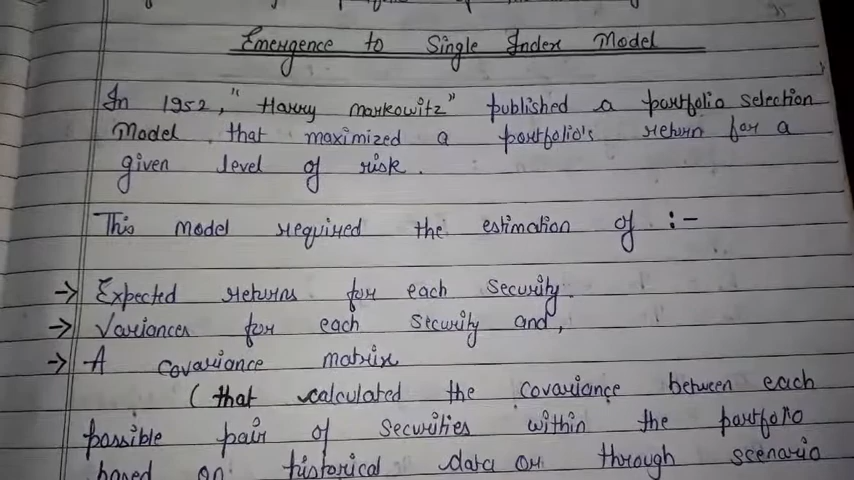 Emergence to Single Index Model
In 1952, "Harry Markowitz" published a portfolio selection
Model that maximized a portfolio's return for a
given level of risk.
This model required the estimation of :-
→ Expected returns for each security.
→ Variances for each security and,
→ A covariance matrix
( that calculated the covariance between each
possible pair of securities within the portfolio
based on historical data or through scenario